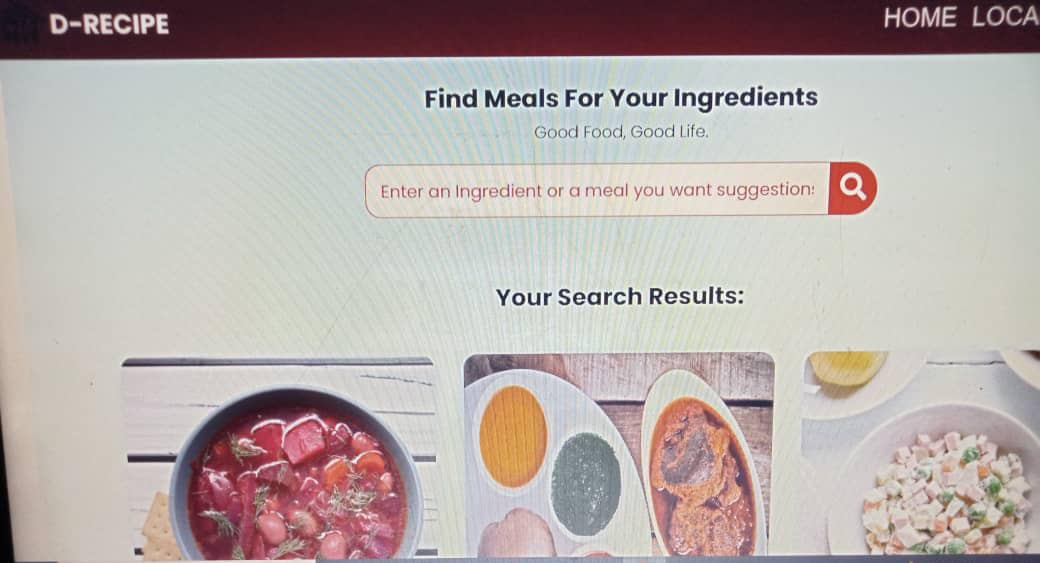 D-RECIPE
HOME LOCA
Find Meals For Your Ingredients
Good Food, Good Life.
Enter an Ingredient or a meal you want suggestion:
Your Search Results: